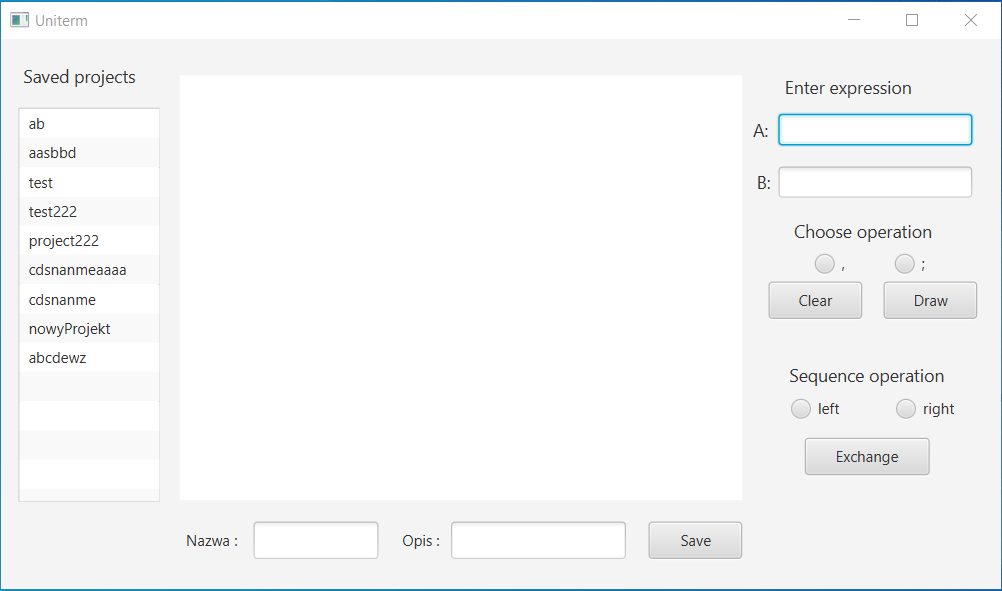 Uniterm
Saved projects
ab
aasbbd
test
test222
project222
cdsnanmeaaaa
cdsnanme
nowyProjekt
abcdewz
Enter expression
A:
B:
Choose operation
, ;
Clear Draw
Sequence operation
left right
Exchange
Nazwa : Opis : Save